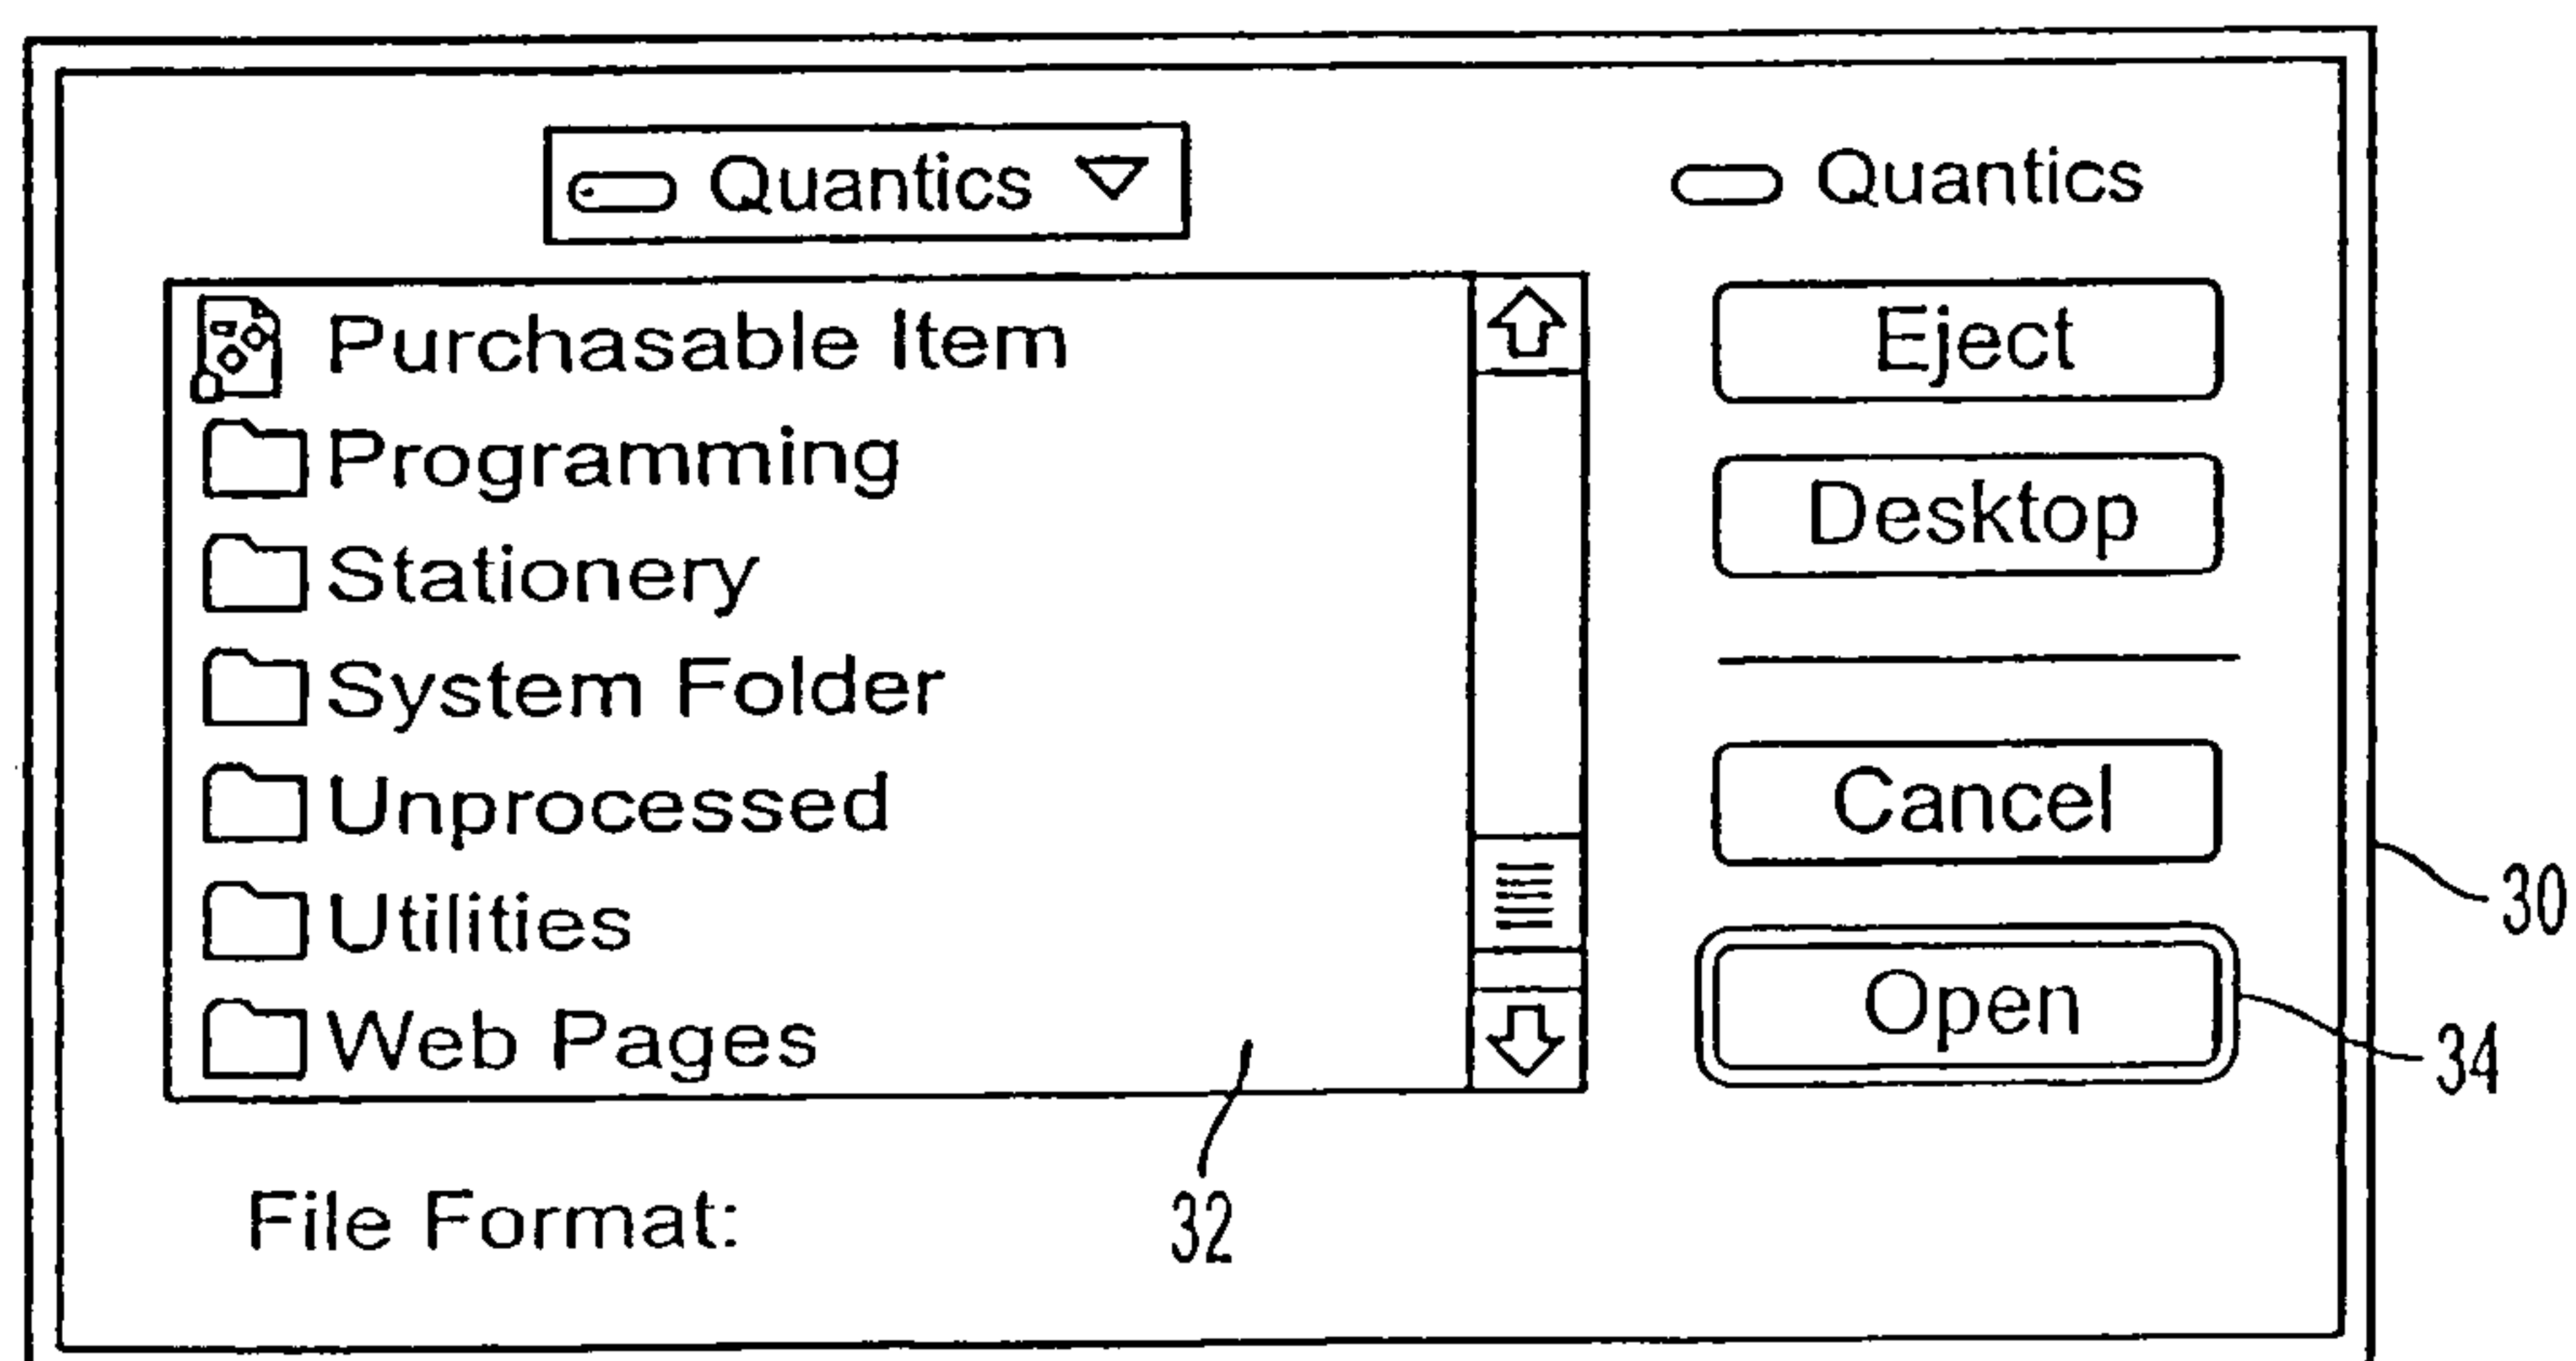 Quantics
Quantics
Purchasable Item
Programming
Stationery
System Folder
Unprocessed
Utilities
Web Pages
Eject
Desktop
Cancel
Open
File Format:
30
34
32